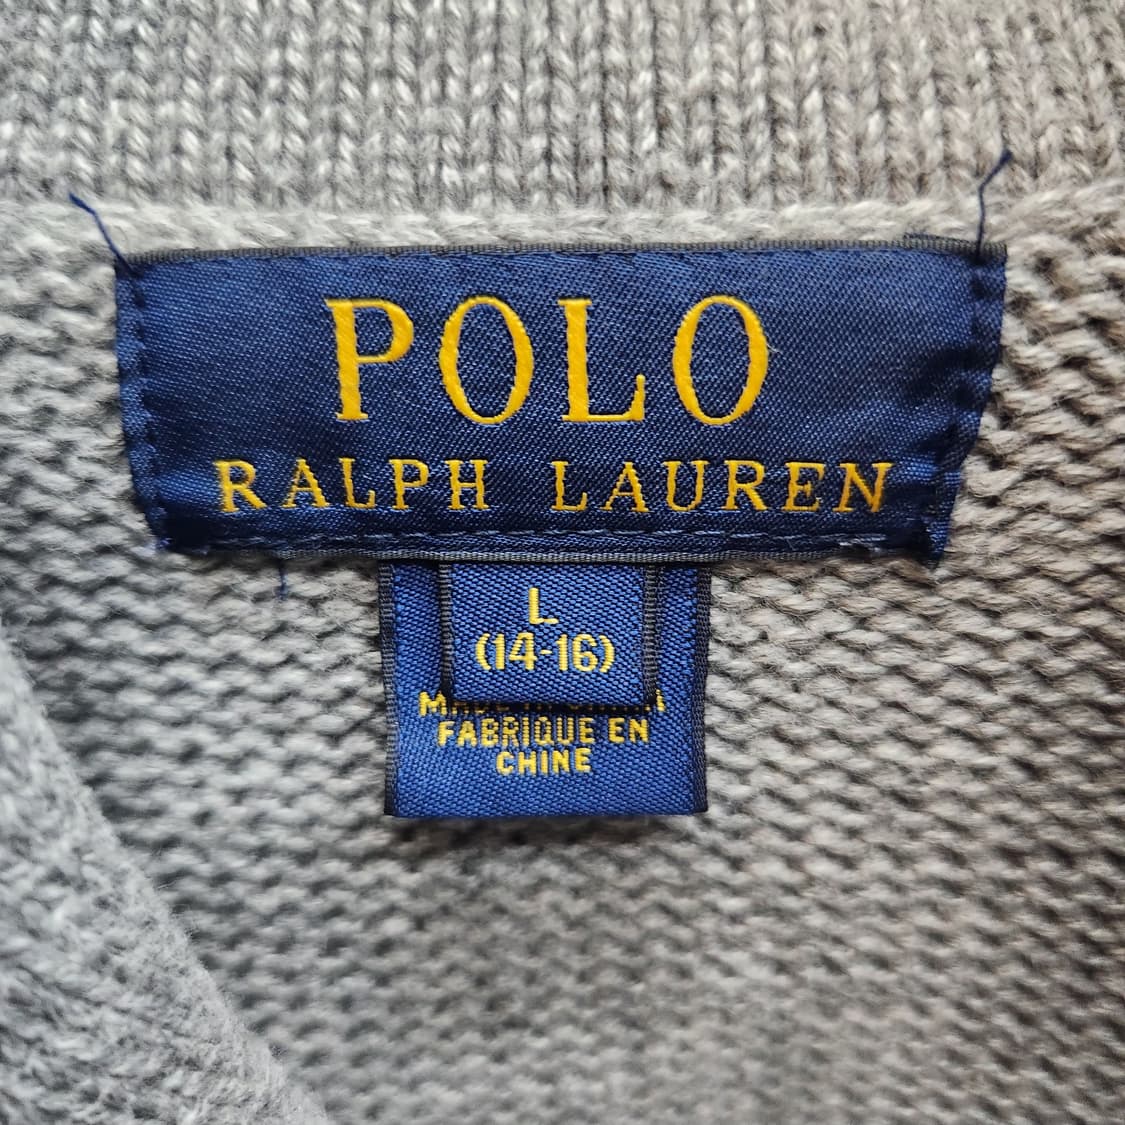 POLO
RALPH LAUREN
L
(14-16)
FABRIQUE EN
CHINE